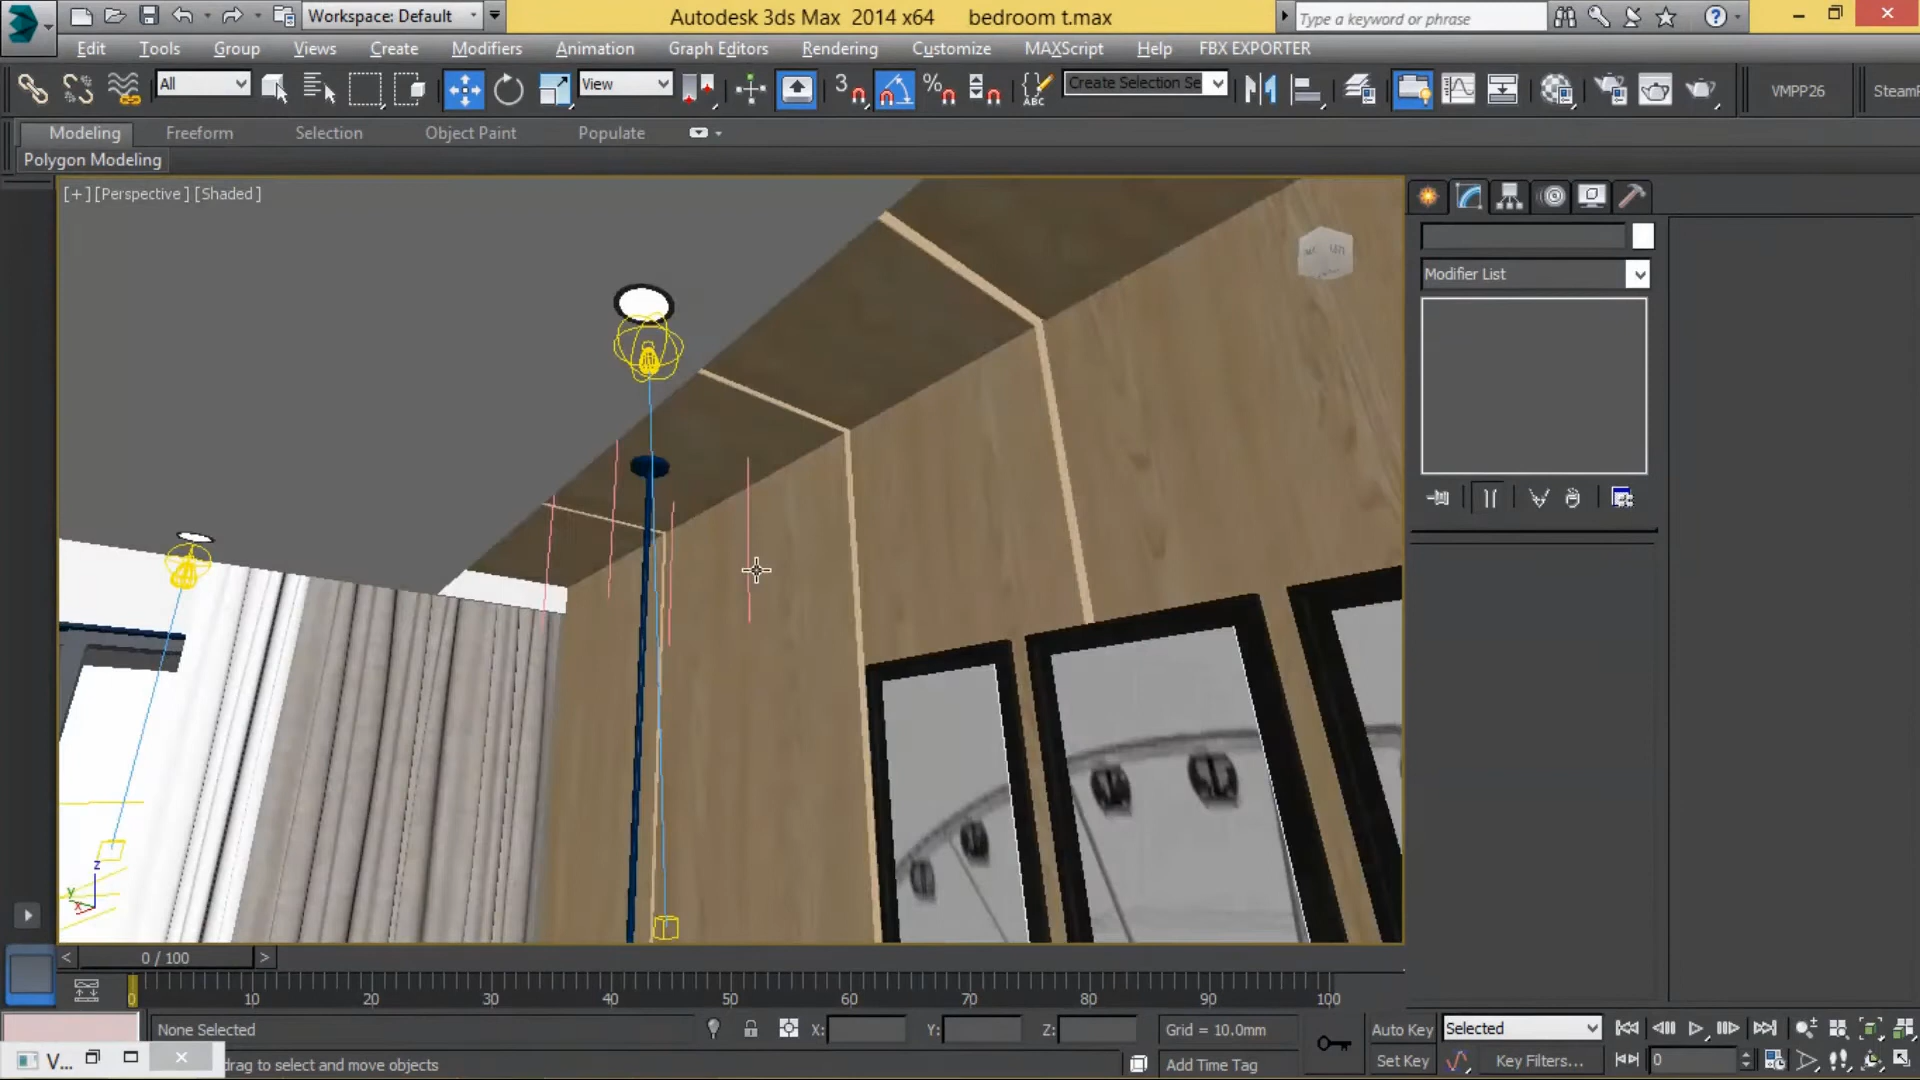 Workspace: Default
Autodesk 3ds Max 2014 x64 bedroom t.max
Type a keyword or phrase
Edit Tools Group Views Create Modifiers Animation Graph Editors Rendering Customize MAXScript Help FBX EXPORTER
All View 3 % ABC Create Selection Se VMPP26 Steam
Modeling Freeform Selection Object Paint Populate
Polygon Modeling
[+] [Perspective] [Shaded]
Modifier List
z
y
x
< 0 / 100 >
0 10 20 30 40 50 60 70 80 90 100
None Selected X: Y: Z: Grid = 10.0mm Auto Key Selected
V... drag to select and move objects Add Time Tag Set Key Key Filters... 0